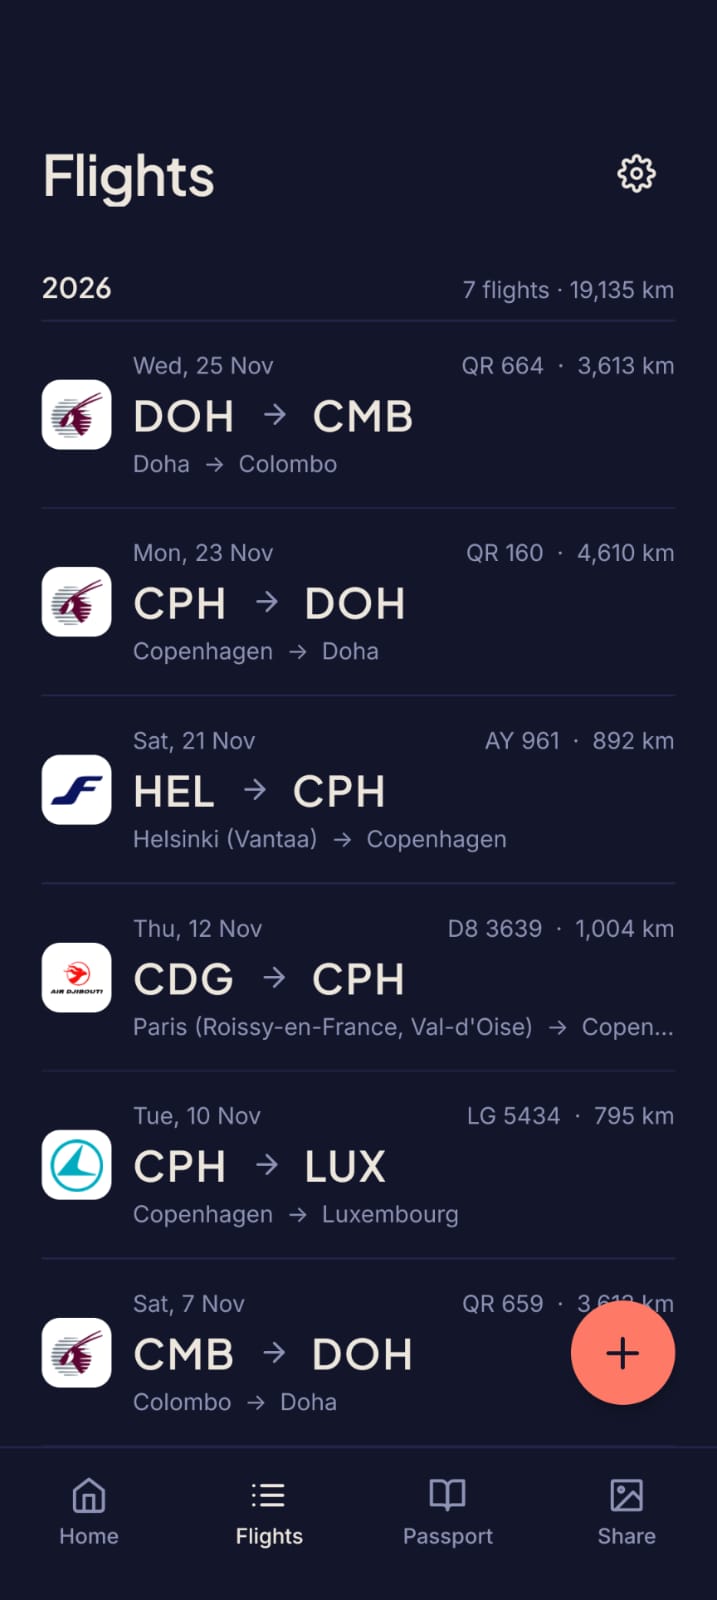 Flights
2026
7 flights · 19,135 km
Wed, 25 Nov
QR 664 · 3,613 km
DOH → CMB
Doha → Colombo
Mon, 23 Nov
QR 160 · 4,610 km
CPH → DOH
Copenhagen → Doha
Sat, 21 Nov
AY 961 · 892 km
HEL → CPH
Helsinki (Vantaa) → Copenhagen
Thu, 12 Nov
D8 3639 · 1,004 km
AIR DJIBOUTI
CDG → CPH
Paris (Roissy-en-France, Val-d'Oise) → Copen...
Tue, 10 Nov
LG 5434 · 795 km
CPH → LUX
Copenhagen → Luxembourg
Sat, 7 Nov
QR 659 · km
CMB → DOH
Colombo → Doha
Home
Flights
Passport
Share